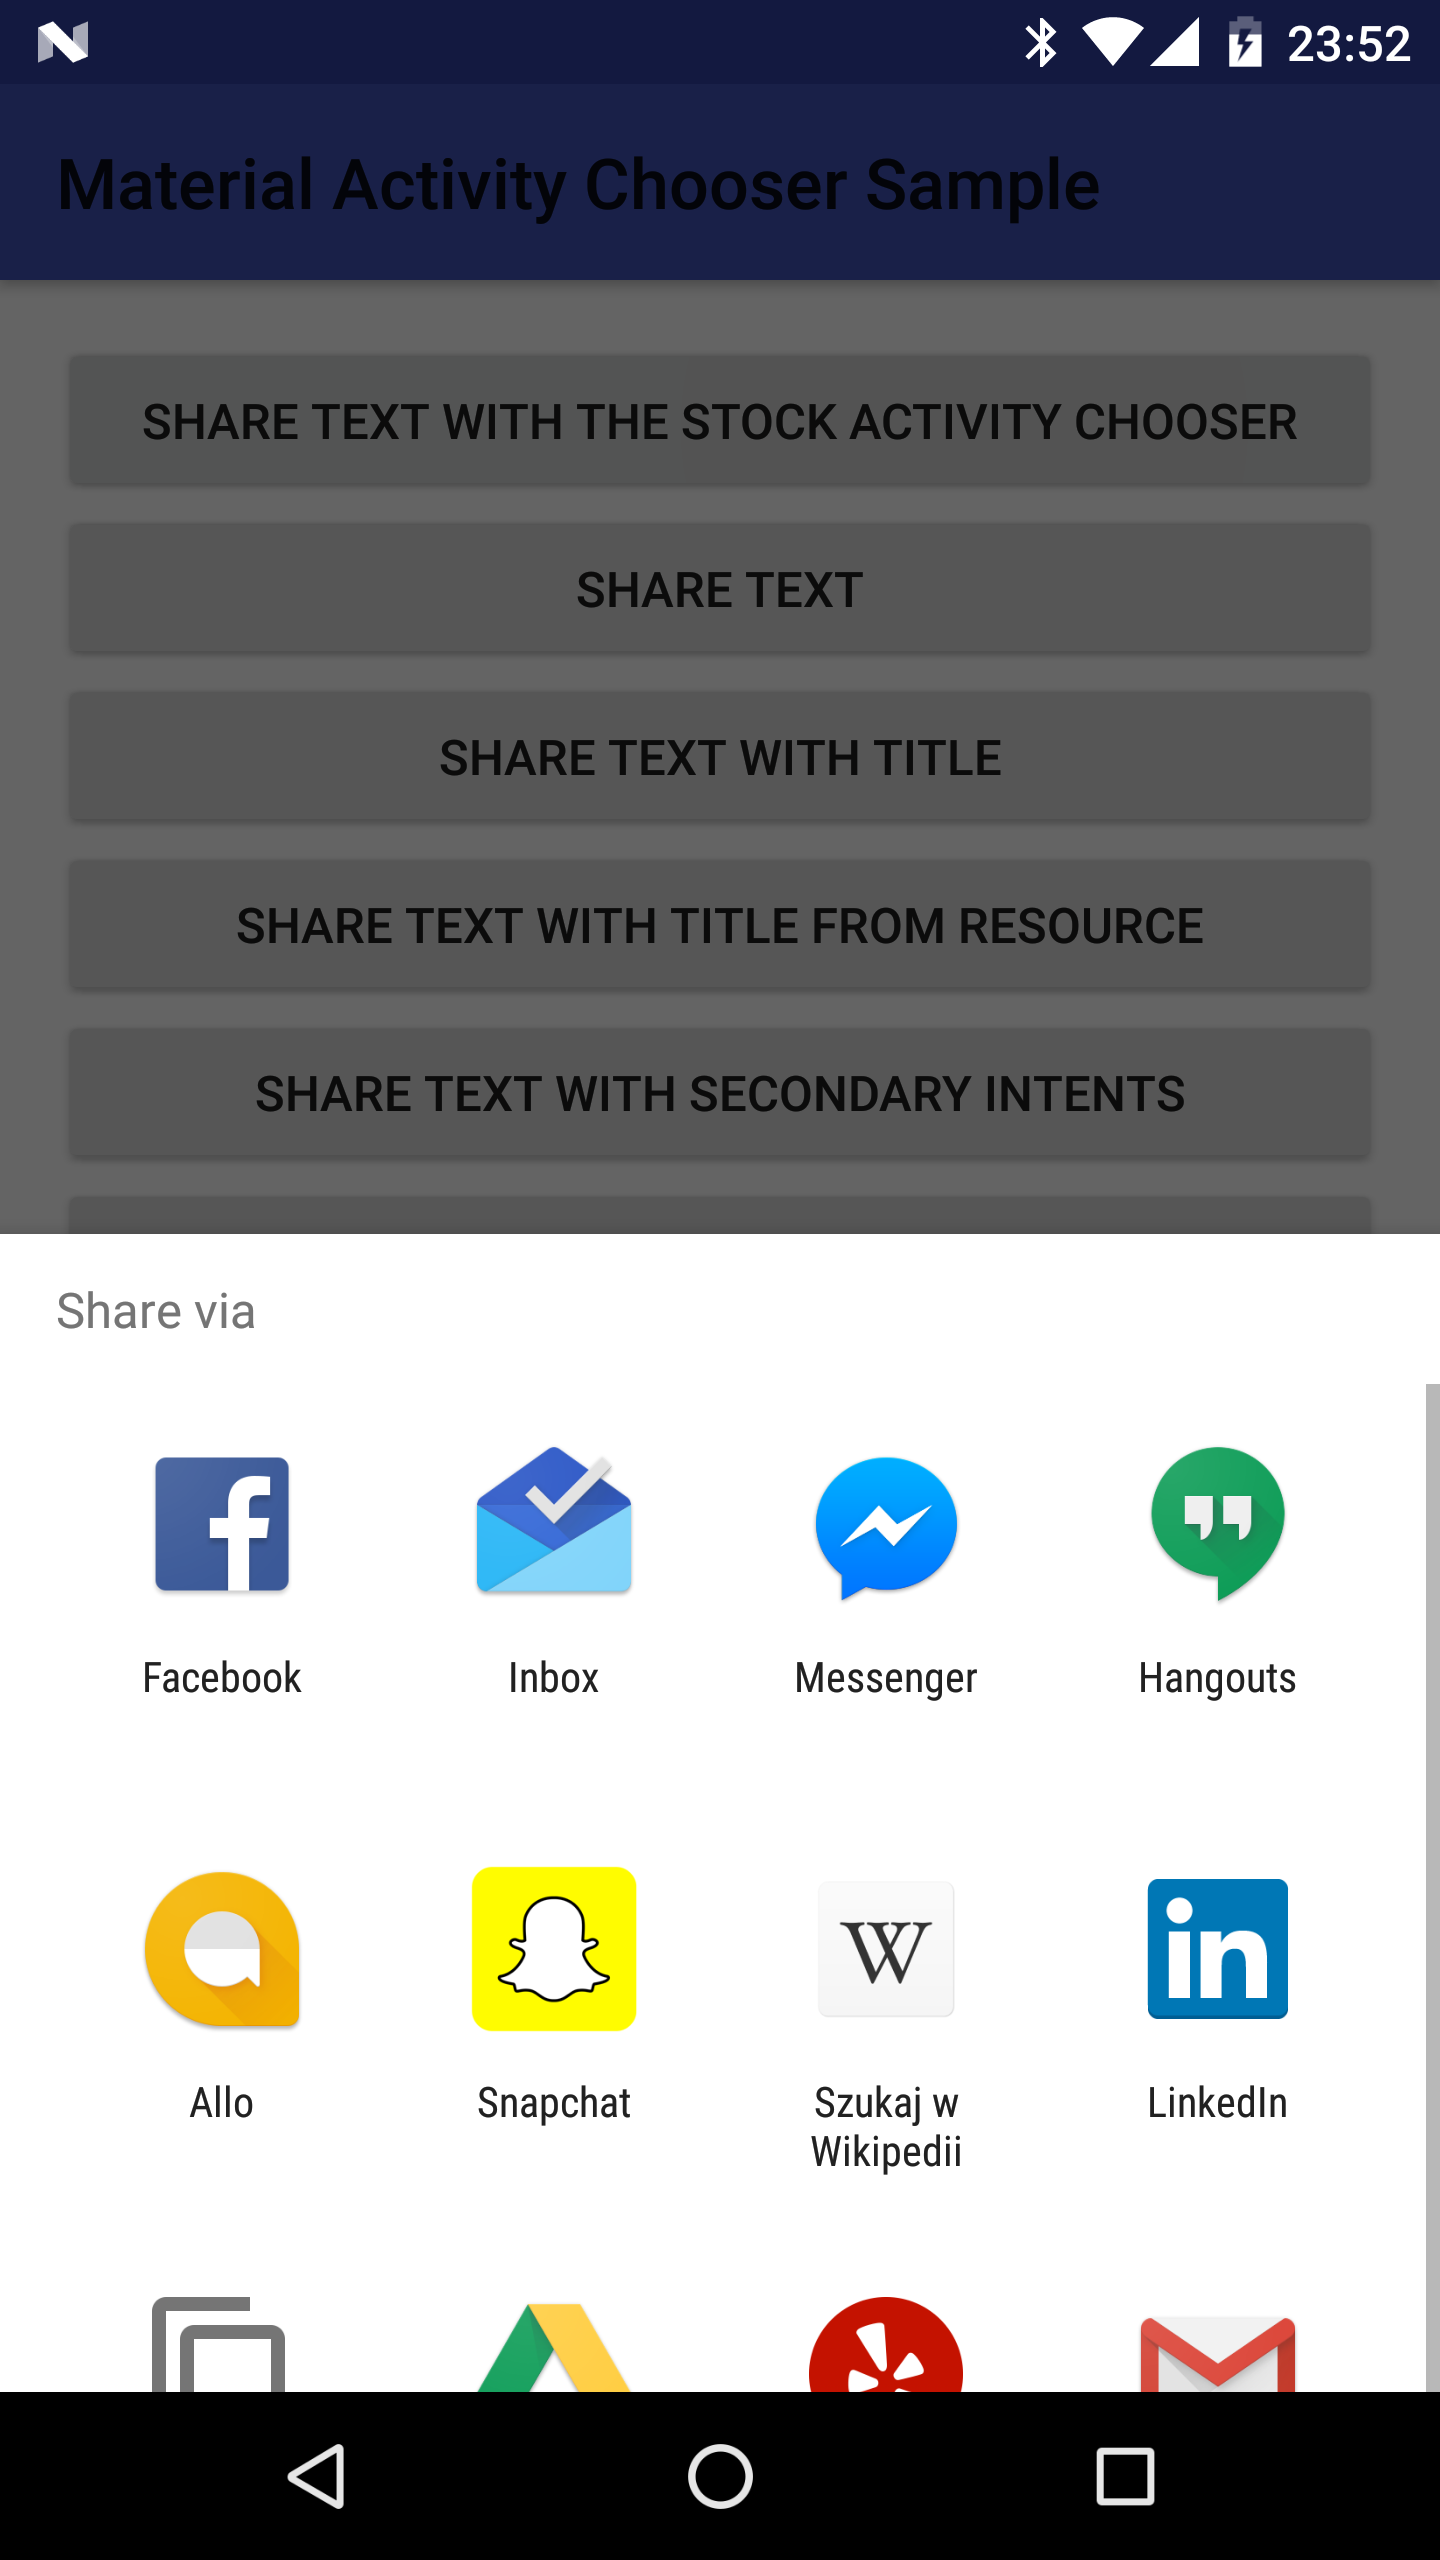 23:52
Material Activity Chooser Sample
SHARE TEXT WITH THE STOCK ACTIVITY CHOOSER
SHARE TEXT
SHARE TEXT WITH TITLE
SHARE TEXT WITH TITLE FROM RESOURCE
SHARE TEXT WITH SECONDARY INTENTS
Share via
Facebook
Inbox
Messenger
Hangouts
Allo
Snapchat
Szukaj w
Wikipedii
LinkedIn